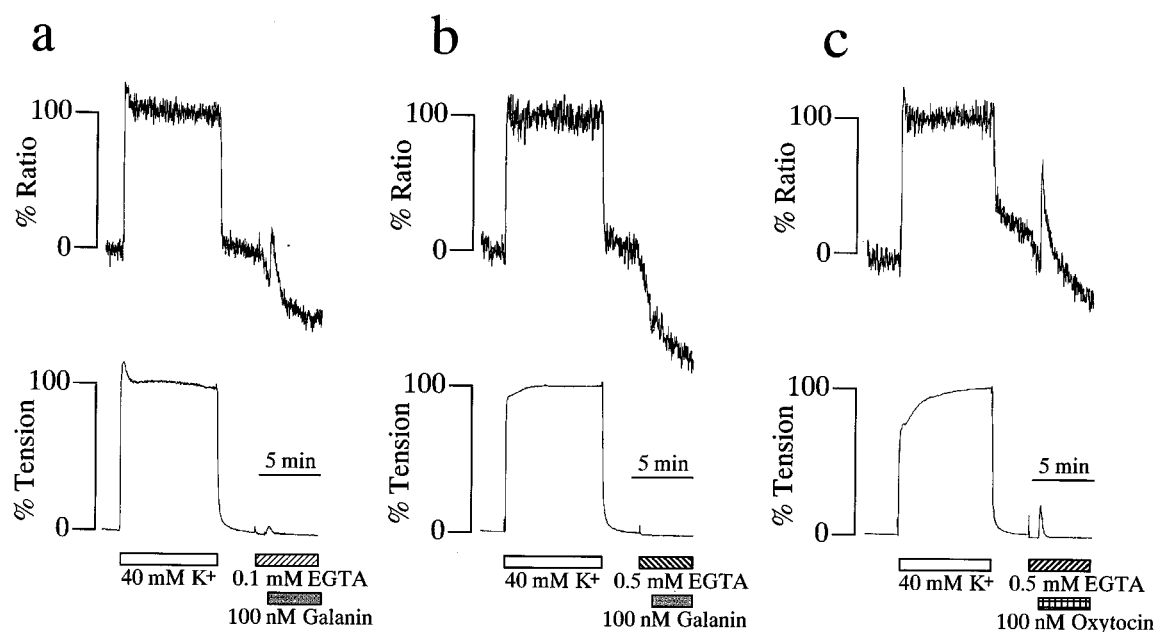 a
b
c
100
0
% Ratio
100
0
% Ratio
100
0
% Ratio
100
0
% Tension
5 min
100
0
% Tension
5 min
100
0
% Tension
5 min
40 mM K+
0.1 mM EGTA
100 nM Galanin
40 mM K+
0.5 mM EGTA
100 nM Galanin
40 mM K+
0.5 mM EGTA
100 nM Oxytocin